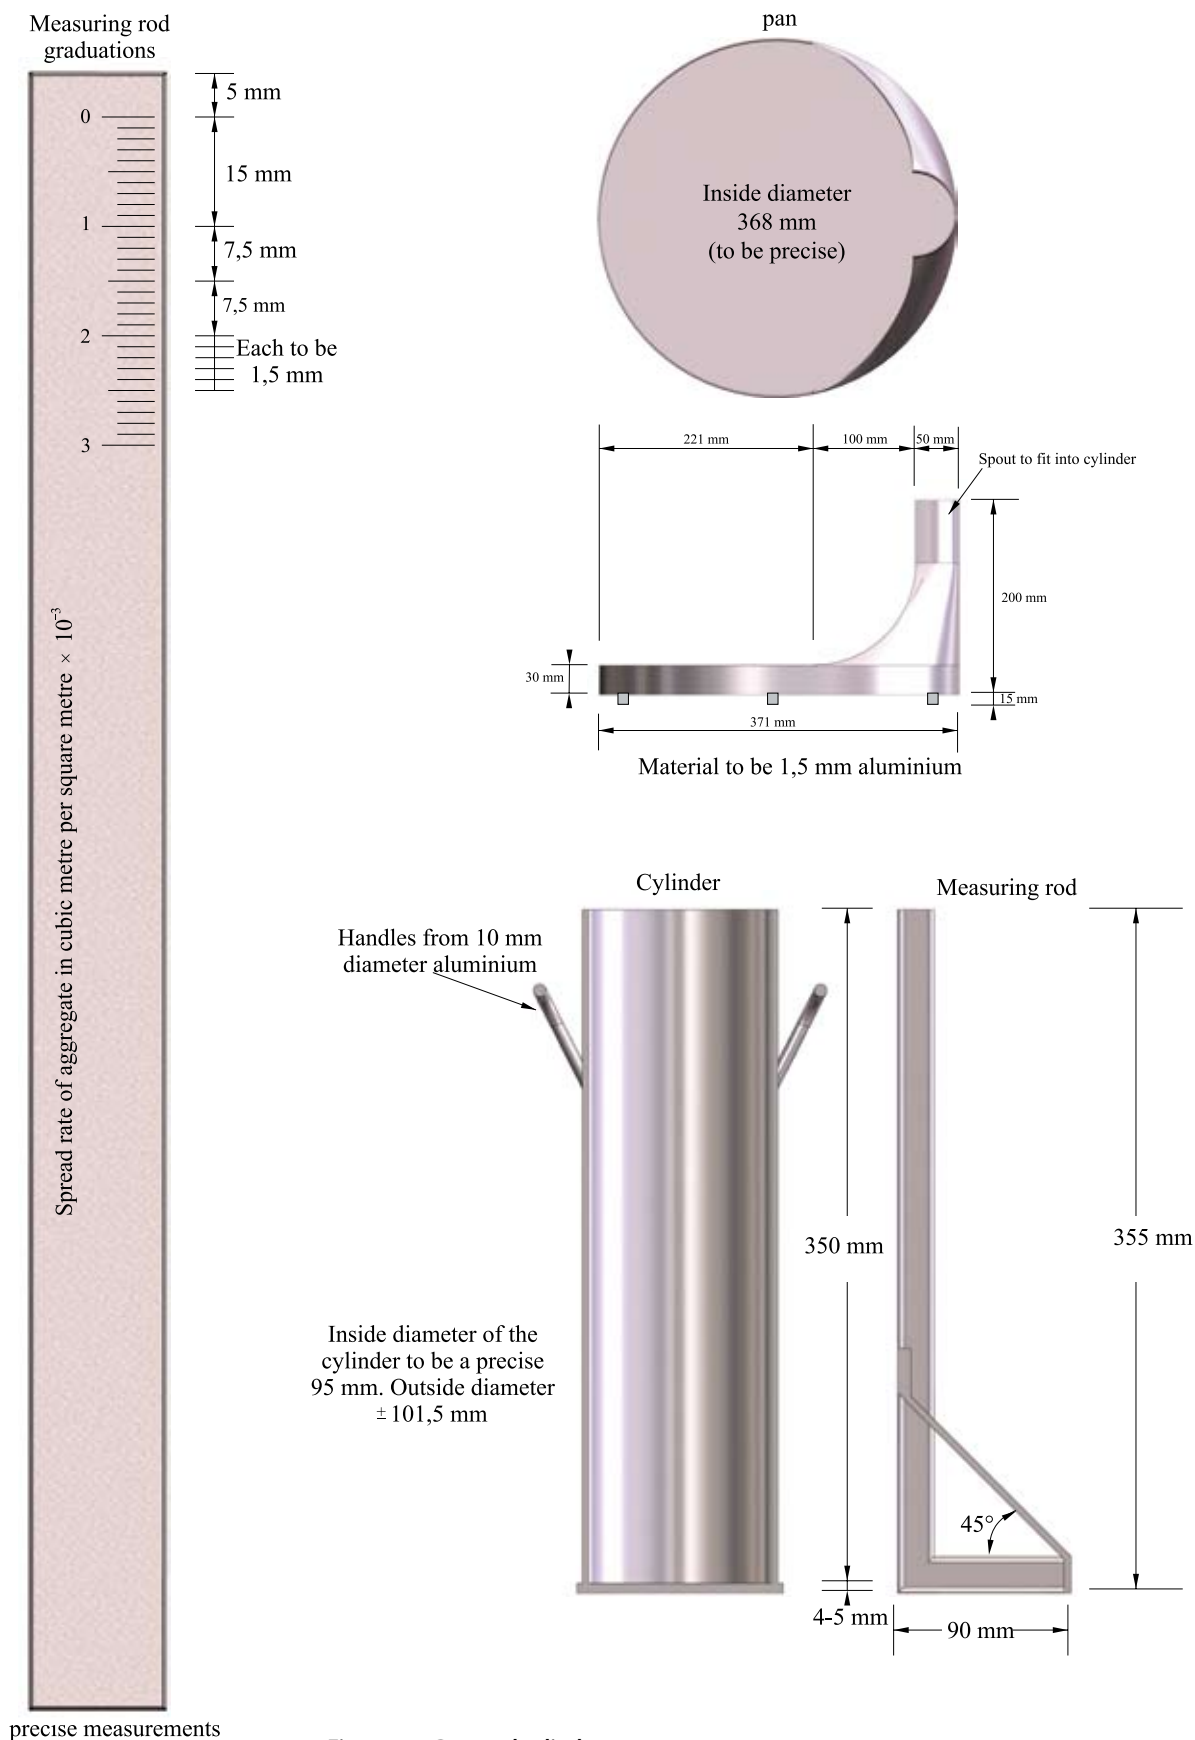 Measuring rod
graduations
5 mm
0
15 mm
1
7,5 mm
7,5 mm
2
Each to be
1,5 mm
3
Spread rate of aggregate in cubic metre per square metre × 10⁻³
precise measurements
pan
Inside diameter
368 mm
(to be precise)
221 mm
100 mm
50 mm
Spout to fit into cylinder
200 mm
30 mm
15 mm
371 mm
Material to be 1,5 mm aluminium
Cylinder
Handles from 10 mm
diameter aluminium
350 mm
Inside diameter of the
cylinder to be a precise
95 mm. Outside diameter
± 101,5 mm
4-5 mm
Measuring rod
355 mm
45°
90 mm